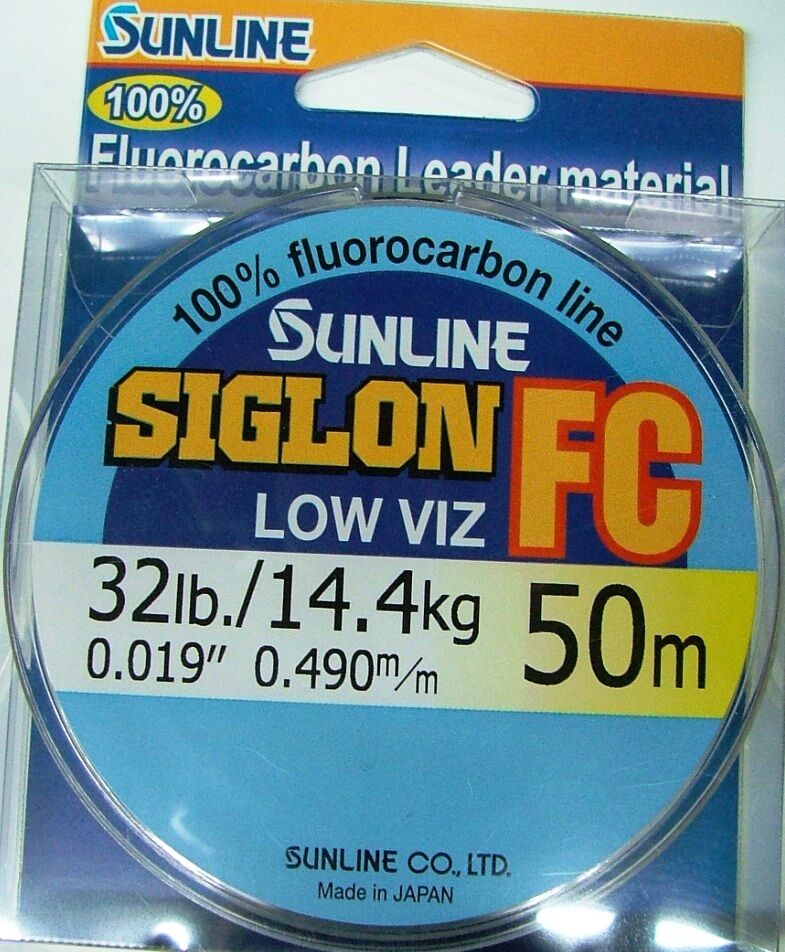 SUNLINE
100%
Fluorocarbon Leader material
100% fluorocarbon line
SUNLINE
SIGLON FC
LOW VIZ
32lb./14.4kg 50m
0.019" 0.490m/m
SUNLINE CO., LTD.
Made in JAPAN